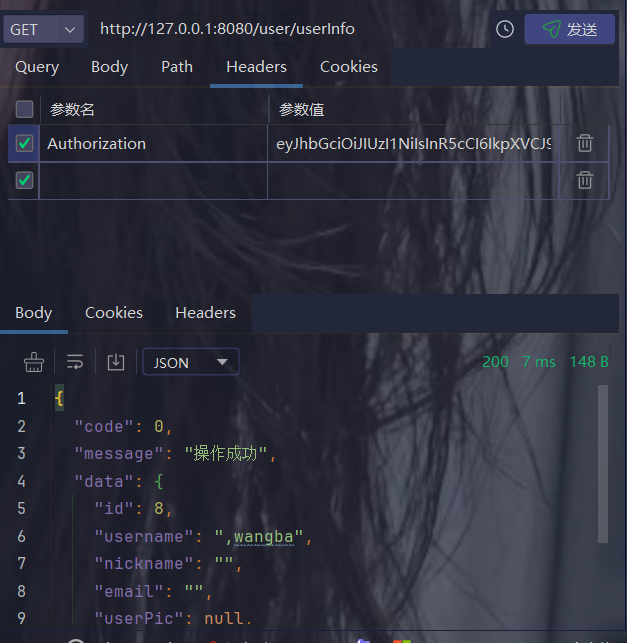 GET http://127.0.0.1:8080/user/userInfo 发送
Query Body Path Headers Cookies
参数名 参数值
Authorization eyJhbGciOiJIUzI1NiIsInR5cCI6IkpXVCJ9
Body Cookies Headers
JSON 200 7 ms 148 B
1 {
2 "code": 0,
3 "message": "操作成功",
4 "data": {
5 "id": 8,
6 "username": ",wangba",
7 "nickname": "",
8 "email": "",
9 "userPic": null,